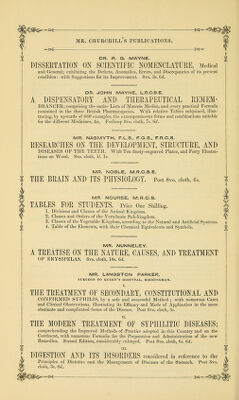 MR. CHURCHILL'S PUBLICATIONS.
DR. R. G. MAYNE.
DISSERTATION ON SCIENTIFIC NOMENCLATURE, Medical
and General; exhibiting the Defects, Anomalies, Errors, and Discrepancies of its present
condition: with Suggestions for its Improvement. 8vo. 3s. 6d.
DR. JOHN MAYNE, L.R.C.S.E.
A DISPENSATORY AND THERAPEUTICAL REMEM-
BRANCER; comprising the entire Lists of Materia Medica, and every practical Formula
contained in the three British Pharmacopœias. With relative Tables subjoined, illus-
trating, by upwards of 660 examples, the extemporaneous forms and combinations suitable
for the different Medicines, &c. Foolscap 8vo. cloth, 7s. 6d.
MR. NASMYTH, F.L.S., F.G.S., F.R.C.S.
RESEARCHES ON THE DEVELOPMENT, STRUCTURE, AND
DISEASES OF THE TEETH. With Ten finely-engraved Plates, and Forty Illustra-
tions on Wood. 8vo. cloth, 1l. 1s.
MR. NOBLE, M.R.C.S.E.
THE BRAIN AND ITS PHYSIOLOGY. Post 8vo. cloth, 6s.
MR. NOURSE, M.R.C.S.
TABLES FOR STUDENTS. Price One Shilling.
1. Divisions and Classes of the Animal Kingdom.
2. Classes and Orders of the Vertebrate Sub-kingdom.
3. Classes of the Vegetable Kingdom, according to the Natural and Artificial Systems.
4. Table of the Elements, with their Chemical Equivalents and Symbols.
MR. NUNNELEY.
A TREATISE ON THE NATURE, CAUSES, AND TREATMENT
OF ERYSIPELAS. 8vo. cloth, 10s. 6d.
MR. LANGSTON PARKER,
SURGEON TO QUEEN'S HOSPITAL, BIRMINGHAM.
I.
THE TREATMENT OF SECONDARY, CONSTITUTIONAL AND
CONFIRMED SYPHILIS, by a safe and successful Method; with numerous Cases
and Clinical Observations, illustrating its Efficacy and Mode of Application in the more
obstinate and complicated forms of the Disease. Post 8vo. cloth, 5s.
II.
THE MODERN TREATMENT OF SYPHILITIC DISEASES;
comprehending the Improved Methods of Practice adopted in this Country and on the
Continent, with numerous Formulæ for the Preparation and Administration of the new
Remedies. Second Edition, considerably enlarged. Post 8vo. cloth, 6s. 6d.
III.
DIGESTION AND ITS DISORDERS considered in reference to the
Principles of Dietetics and the Management of Diseases of the Stomach. Post 8vo.
cloth, 3s. 6d.